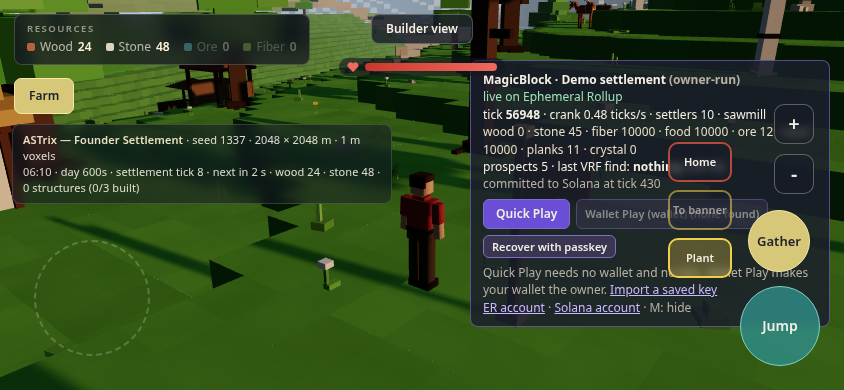 RESOURCES
Wood 24 Stone 48 Ore 0 Fiber 0
Builder view
Farm
ASTrix — Founder Settlement · seed 1337 · 2048 × 2048 m · 1 m
voxels
06:10 · day 600s · settlement tick 8 · next in 2 s · wood 24 · stone 48 ·
0 structures (0/3 built)
MagicBlock · Demo settlement (owner-run)
live on Ephemeral Rollup
tick 56948 · crank 0.48 ticks/s · settlers 10 · sawmill
wood 0 · stone 45 · fiber 10000 · food 10000 · ore 12
10000 · planks 11 · crystal 0
prospects 5 · last VRF find:
committed to Solana at tick 430
Quick Play
Wallet Play
Recover with passkey
Quick Play needs no wallet and Play makes
your wallet the owner. Import a saved key
ER account · Solana account · M: hide
+
-
Home
To banner
Plant
Gather
Jump